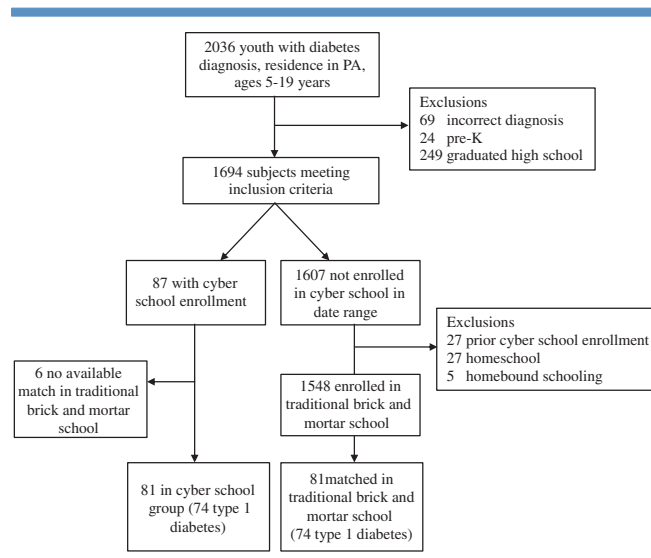 2036 youth with diabetes
diagnosis, residence in PA,
ages 5-19 years
Exclusions
69 incorrect diagnosis
24 pre-K
249 graduated high school
1694 subjects meeting
inclusion criteria
87 with cyber
school enrollment
1607 not enrolled
in cyber school in
date range
Exclusions
27 prior cyber school enrollment
27 homeschool
5 homebound schooling
6 no available
match in traditional
brick and mortar
school
1548 enrolled in
traditional brick and
mortar school
81 in cyber school
group (74 type 1
diabetes)
81matched in
traditional brick and
mortar school
(74 type 1 diabetes)